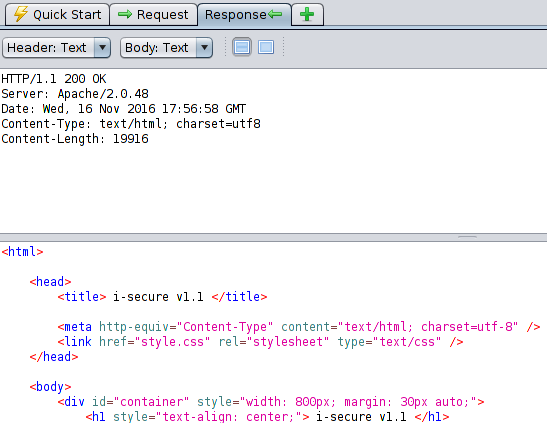 Quick Start Request Response
Header: Text Body: Text
HTTP/1.1 200 OK
Server: Apache/2.0.48
Date: Wed, 16 Nov 2016 17:56:58 GMT
Content-Type: text/html; charset=utf8
Content-Length: 19916
<html>
<head>
<title> i-secure v1.1 </title>
<meta http-equiv="Content-Type" content="text/html; charset=utf-8" />
<link href="style.css" rel="stylesheet" type="text/css" />
</head>
<body>
<div id="container" style="width: 800px; margin: 30px auto;">
<h1 style="text-align: center;"> i-secure v1.1 </h1>